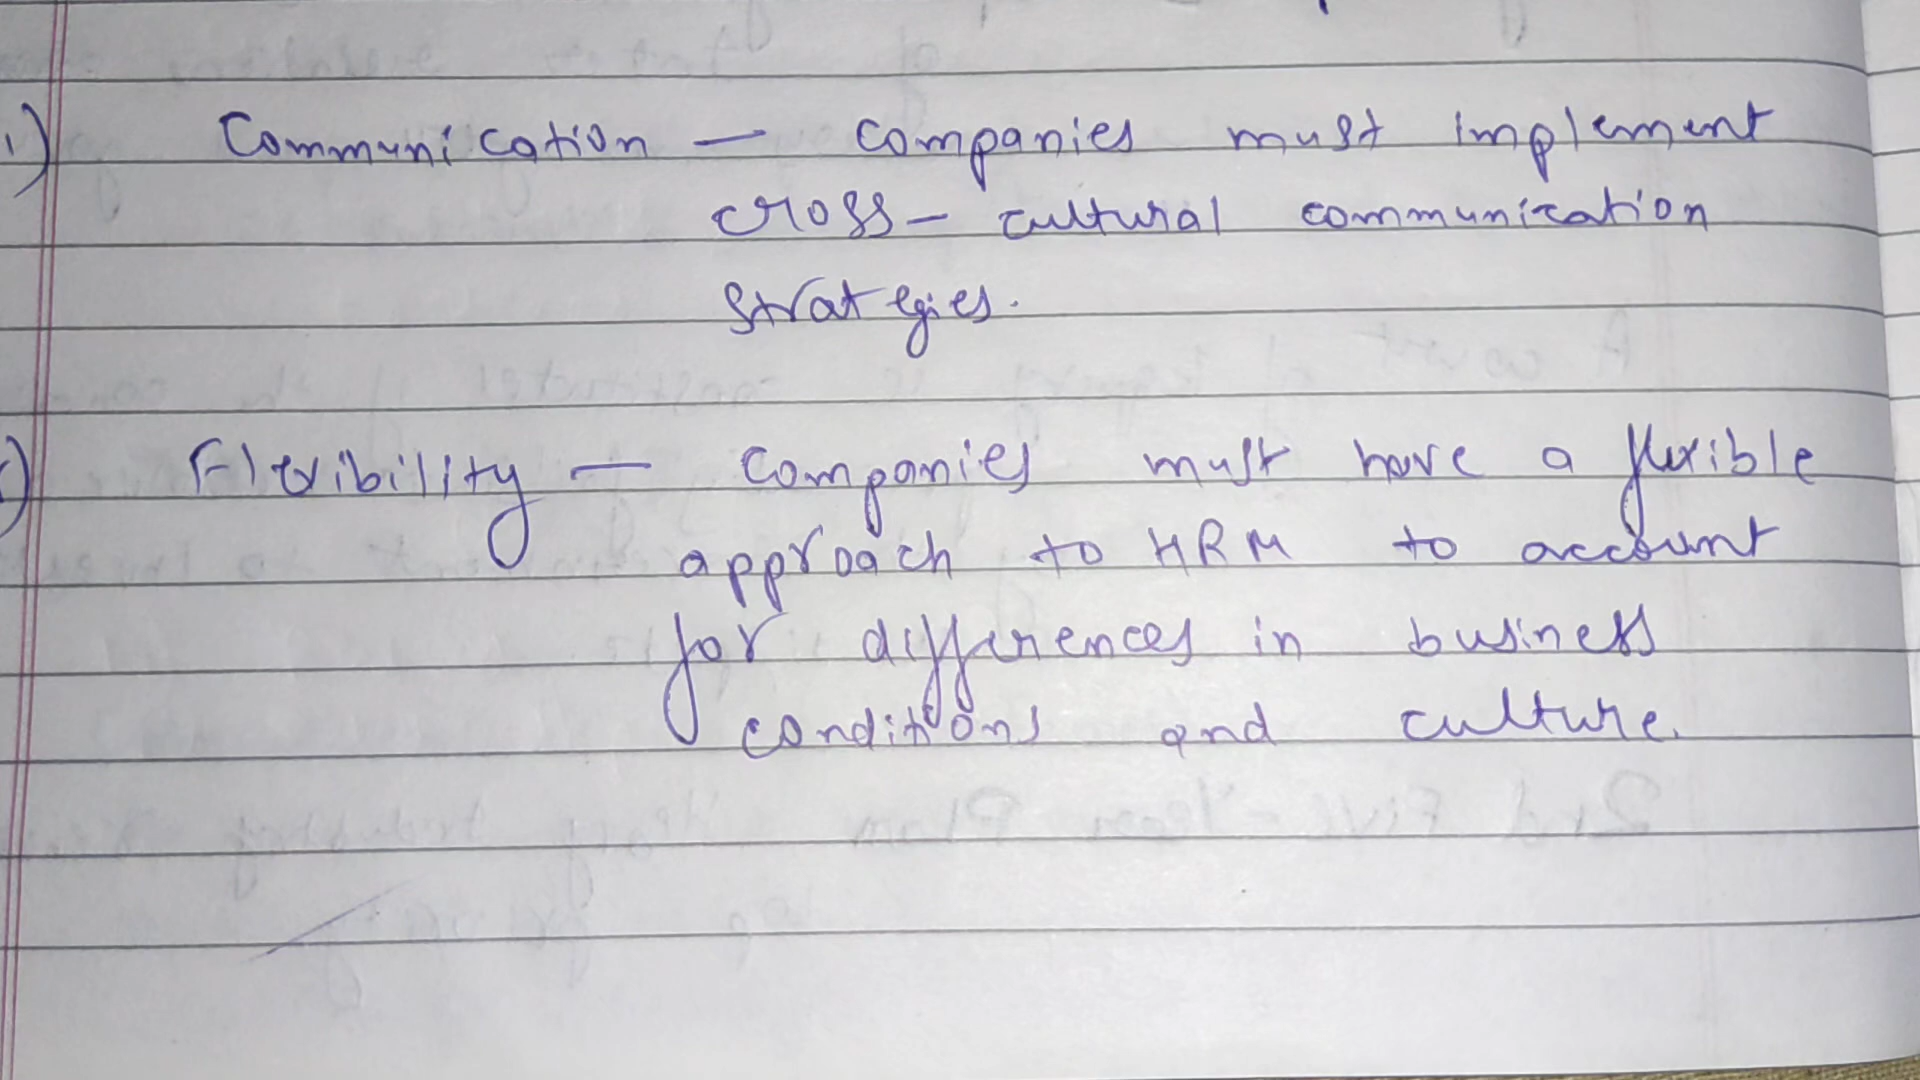 1) Communication — companies must implement
cross - cultural communication
strategies.
Flexibility — companies must have a flexible
approach to HRM to account
for differences in business
conditions and culture.